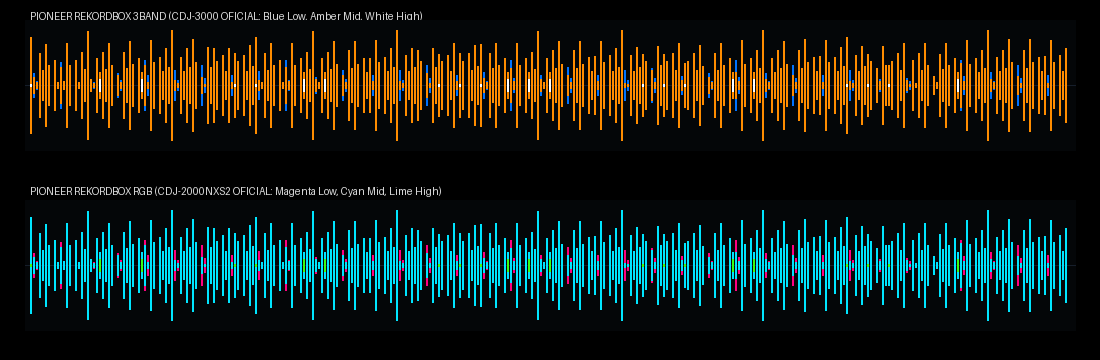 PIONEER REKORDBOX 3BAND (CDJ-3000 OFICIAL: Blue Low, Amber Mid, White High)
PIONEER REKORDBOX RGB (CDJ-2000NXS2 OFICIAL: Magenta Low, Cyan Mid, Lime High)